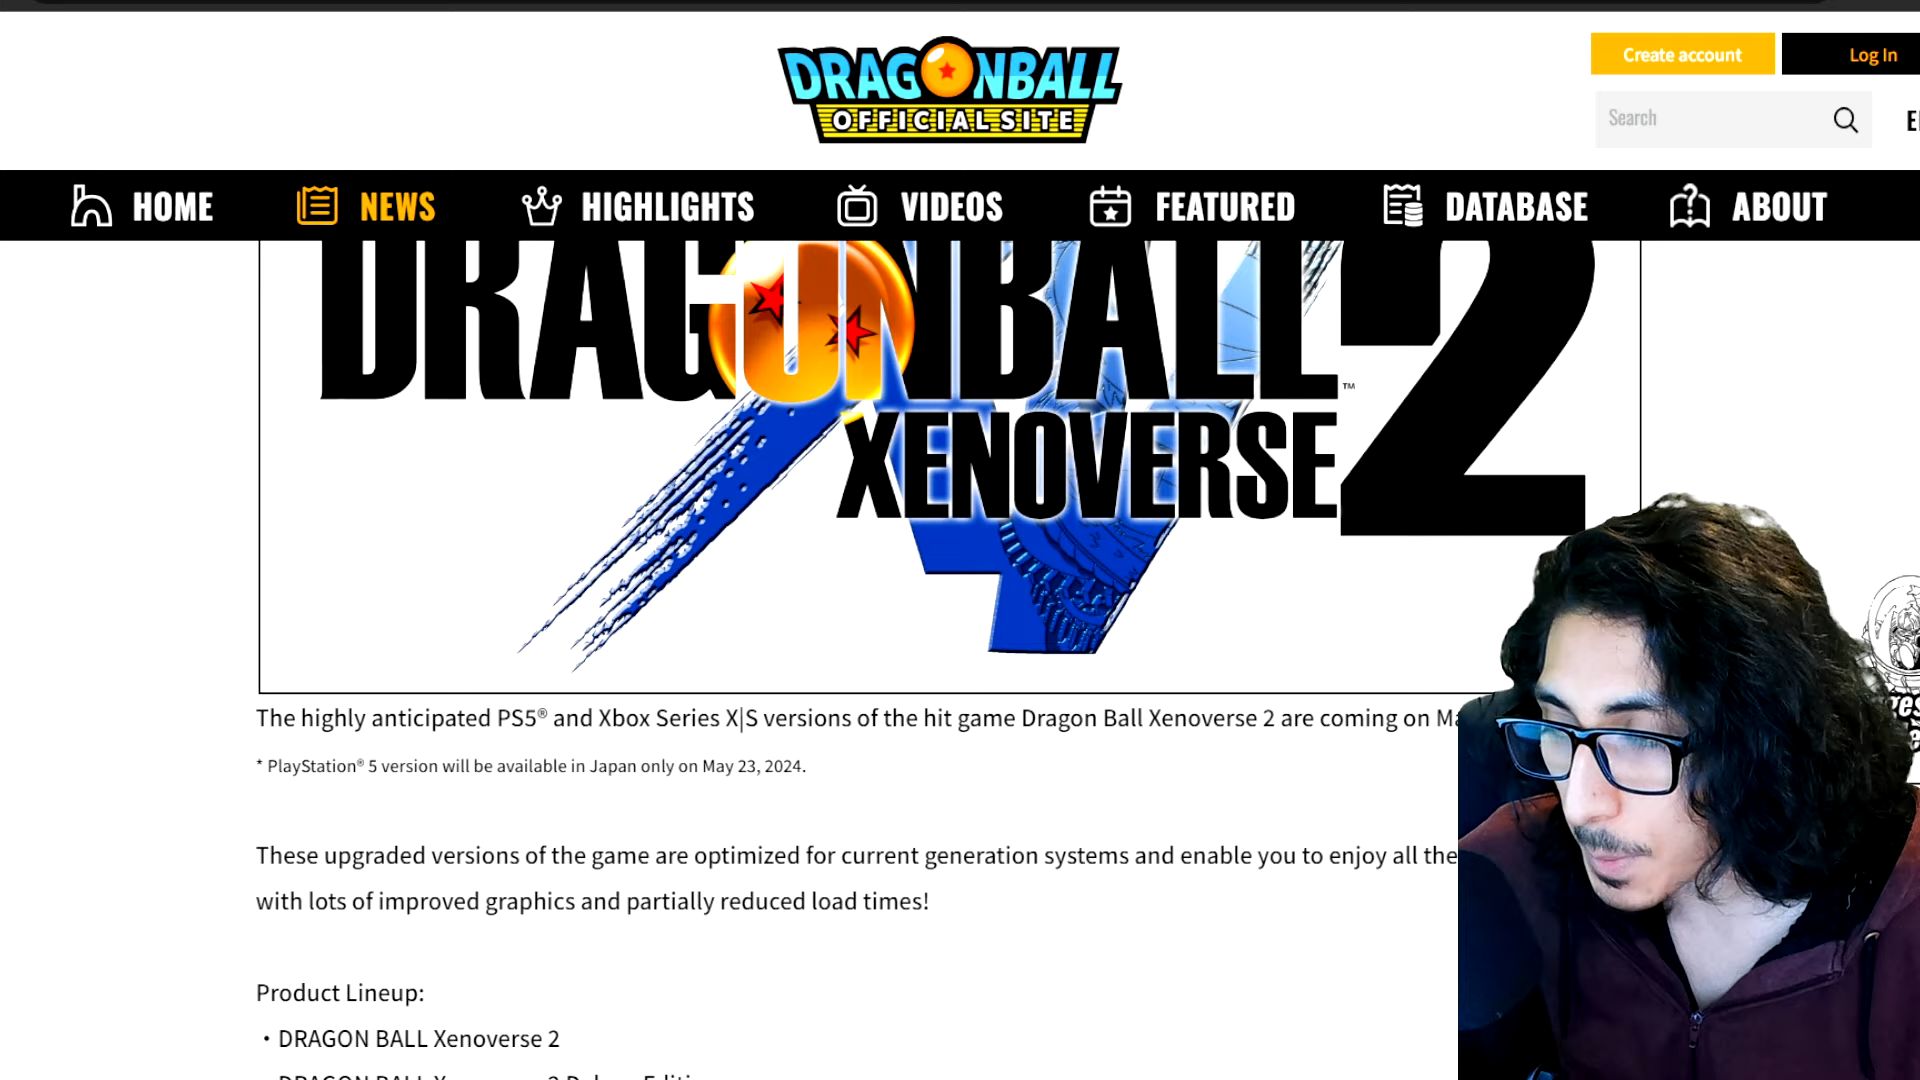 DRAGONBALL
OFFICIAL SITE
Create account
Log In
Search
HOME
NEWS
HIGHLIGHTS
VIDEOS
FEATURED
DATABASE
ABOUT
DRAGONBALL 2
™
XENOVERSE
The highly anticipated PS5® and Xbox Series X|S versions of the hit game Dragon Ball Xenoverse 2 are coming on
* PlayStation® 5 version will be available in Japan only on May 23, 2024.
These upgraded versions of the game are optimized for current generation systems and enable you to enjoy all the
with lots of improved graphics and partially reduced load times!
Product Lineup:
・DRAGON BALL Xenoverse 2